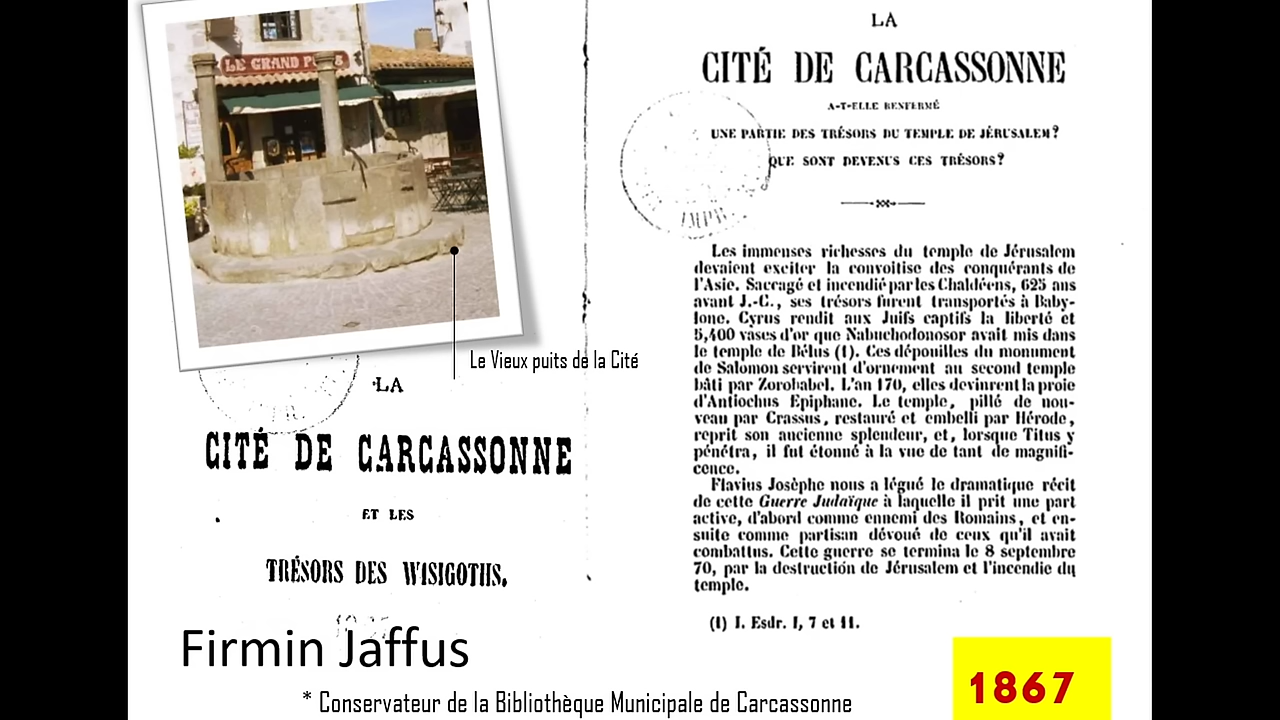 LE GRAND PUITS
Le Vieux puits de la Cité
LA
CITÉ DE CARCASSONNE
ET LES
TRÉSORS DES WISIGOTHS.
Firmin Jaffus
* Conservateur de la Bibliothèque Municipale de Carcassonne
LA
CITÉ DE CARCASSONNE
A-T-ELLE RENFERMÉ
UNE PARTIE DES TRÉSORS DU TEMPLE DE JÉRUSALEM?
QUE SONT DEVENUS CES TRÉSORS?
IMPR
Les immenses richesses du temple de Jérusalem
devaient exciter la convoitise des conquérants de
l'Asie. Saccagé et incendié par les Chaldéens, 625 ans
avant J.-C., ses trésors furent transportés à Baby-
lone. Cyrus rendit aux Juifs captifs la liberté et
5,400 vases d'or que Nabuchodonosor avait mis dans
le temple de Bélus (1). Ces dépouilles du monument
de Salomon servirent d'ornement au second temple
bâti par Zorobabel. L'an 170, elles devinrent la proie
d'Antiochus Epiphane. Le temple, pillé de nou-
veau par Crassus, restauré et embelli par Hérode,
reprit son ancienne splendeur, et, lorsque Titus y
pénétra, il fut étonné à la vue de tant de magnifi-
cence.
Flavius Josèphe nous a légué le dramatique récit
de cette Guerre Judaïque à laquelle il prit une part
active, d'abord comme ennemi des Romains, et en-
suite comme partisan dévoué de ceux qu'il avait
combattus. Cette guerre se termina le 8 septembre
70, par la destruction de Jérusalem et l'incendie du
temple.
(1) I. Esdr. I, 7 et 11.
1867